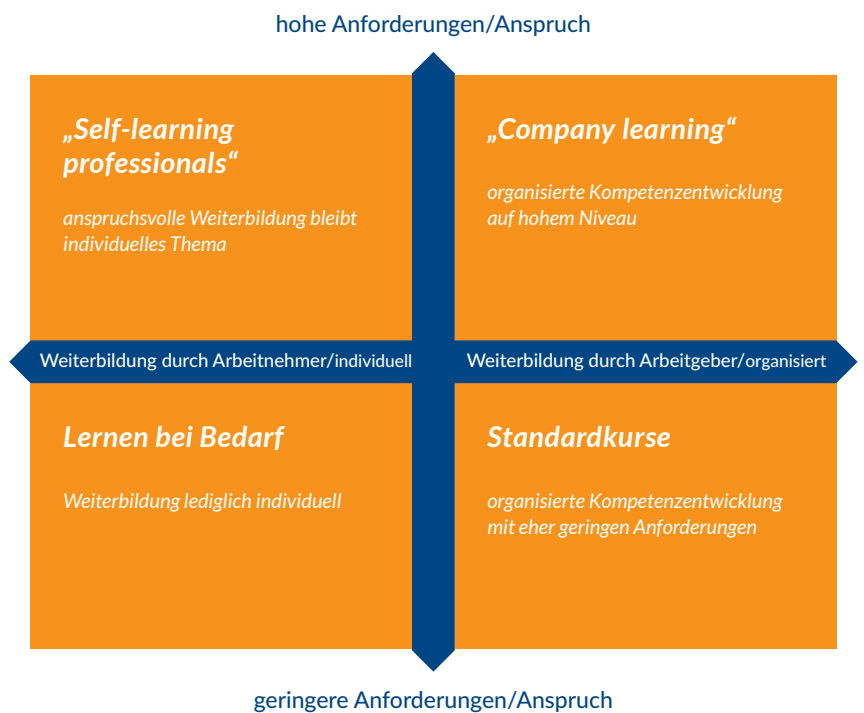 hohe Anforderungen/Anspruch
„Self-learning
professionals“
anspruchsvolle Weiterbildung bleibt
individuelles Thema
„Company learning“
organisierte Kompetenzentwicklung
auf hohem Niveau
Weiterbildung durch Arbeitnehmer/individuell
Weiterbildung durch Arbeitgeber/organisiert
Lernen bei Bedarf
Weiterbildung lediglich individuell
Standardkurse
organisierte Kompetenzentwicklung
mit eher geringen Anforderungen
geringere Anforderungen/Anspruch